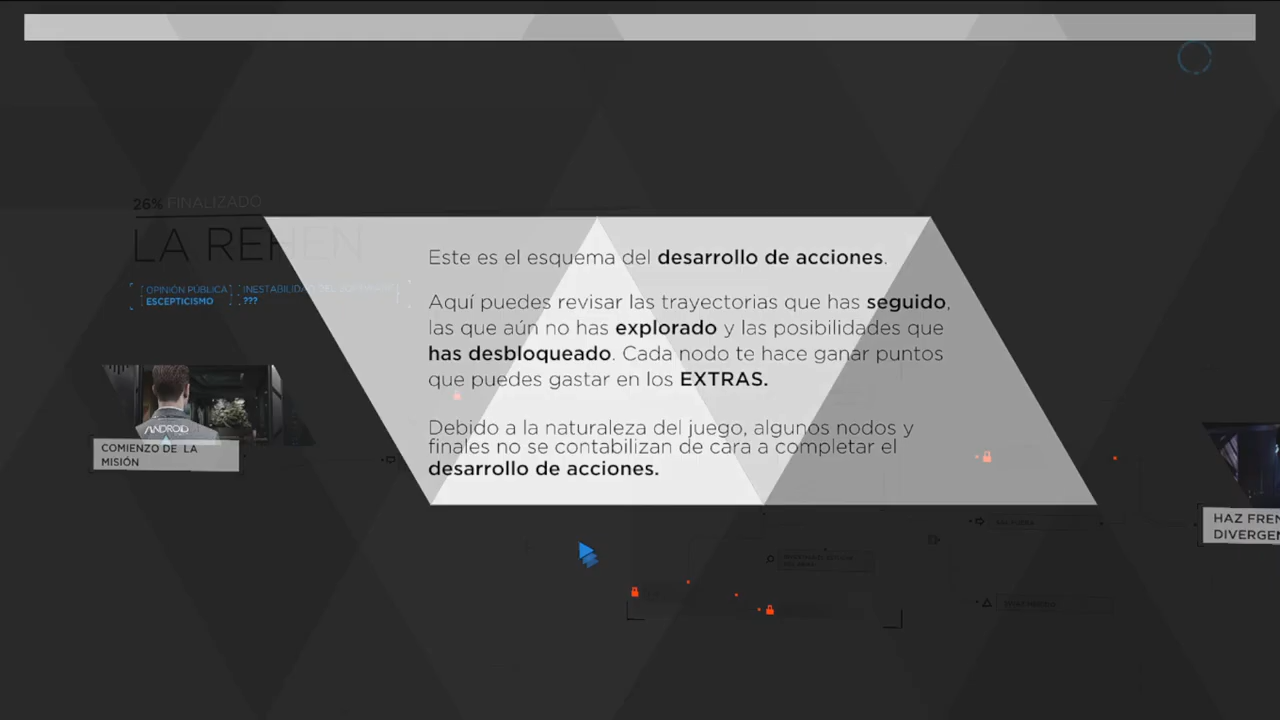 26% FINALIZADO
LA REHEN
OPINIÓN PÚBLICA
ESCEPTICISMO
???
Este es el esquema del desarrollo de acciones.
Aquí puedes revisar las trayectorias que has seguido,
las que aún no has explorado y las posibilidades que
has desbloqueado. Cada nodo te hace ganar puntos
que puedes gastar en los EXTRAS.
Debido a la naturaleza del juego, algunos nodos y
finales no se contabilizan de cara a completar el
desarrollo de acciones.
ANDROID
COMIENZO DE LA
MISIÓN
HAZ FREN
DIVERGEN